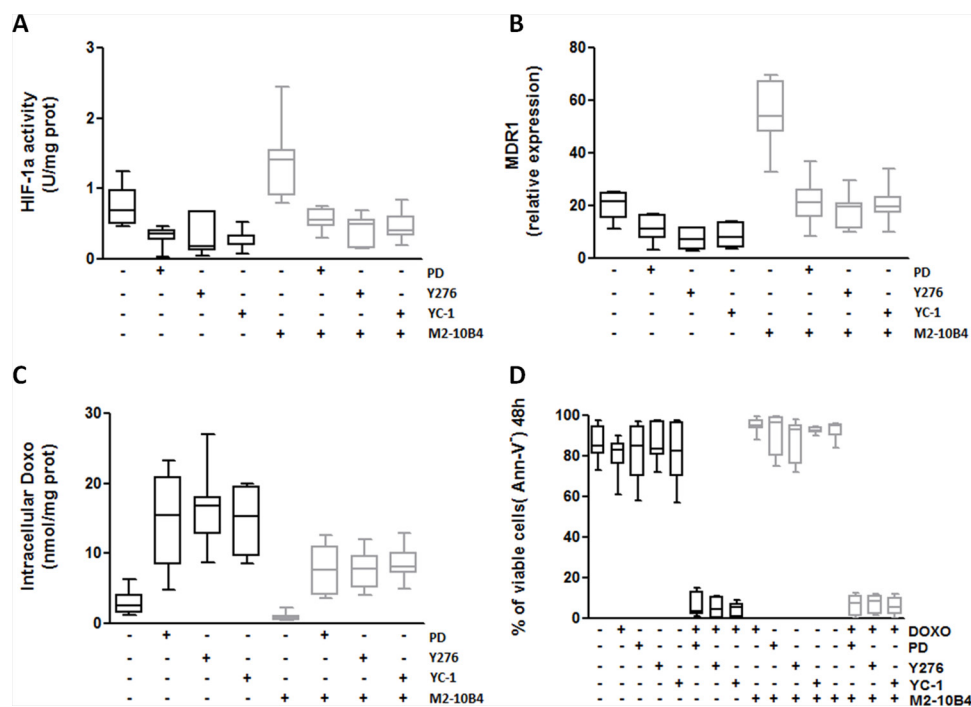 A
3
2
1
0
HIF-1a activity
(U/mg prot)
- + - - - + - - PD
- - + - - - + - Y276
- - - + - - - + YC-1
- - - - + + + + M2-10B4
B
80
60
40
20
0
MDR1
(relative expression)
- + - - - + - - PD
- - + - - - + - Y276
- - - + - - - + YC-1
- - - - + + + + M2-10B4
C
30
20
10
0
Intracellular Doxo
(nmol/mg prot)
- + - - - + - - PD
- - + - - - + - Y276
- - - + - - - + YC-1
- - - - + + + + M2-10B4
D
100
80
60
40
20
0
% of viable cells( Ann-V⁻) 48h
- + - - - + + + + - - - - + + + DOXO
- - + - - + - - - + - - - + - - PD
- - - + - - + - - - + - - - + - Y276
- - - - + - - + - - - + - - - + YC-1
- - - - - - - - + + + + + + + + M2-10B4